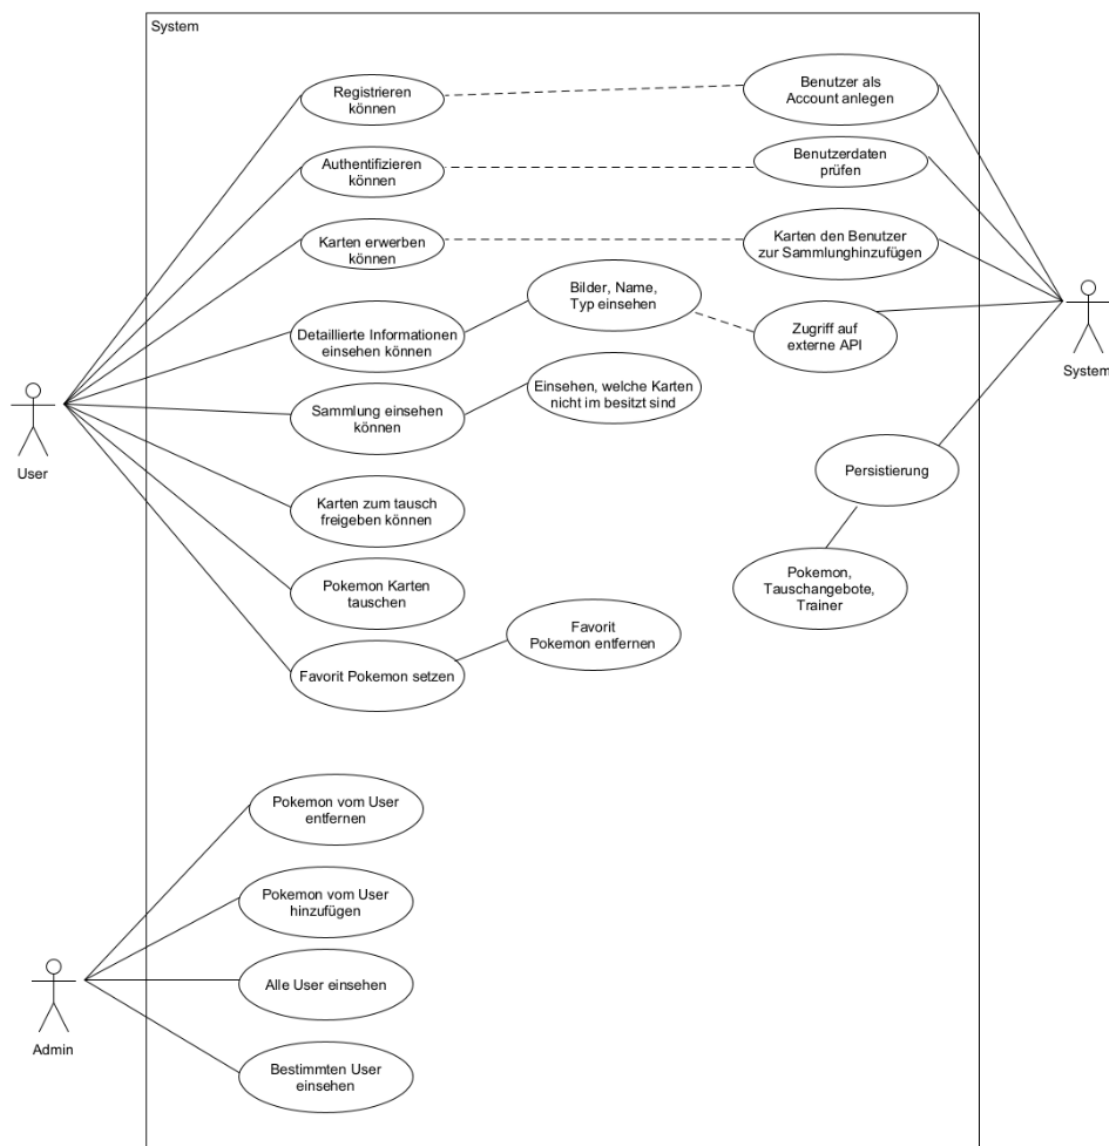 System
Registrieren
können
Benutzer als
Account anlegen
Authentifizieren
können
Benutzerdaten
prüfen
Karten erwerben
können
Karten den Benutzer
zur Sammlunghinzufügen
Bilder, Name,
Typ einsehen
Detaillierte Informationen
einsehen können
Zugriff auf
externe API
System
Einsehen, welche Karten
nicht im besitzt sind
Sammlung einsehen
können
User
Persistierung
Karten zum tausch
freigeben können
Pokemon Karten
tauschen
Pokemon,
Tauschangebote,
Trainer
Favorit
Pokemon entfernen
Favorit Pokemon setzen
Pokemon vom User
entfernen
Pokemon vom User
hinzufügen
Alle User einsehen
Admin
Bestimmten User
einsehen